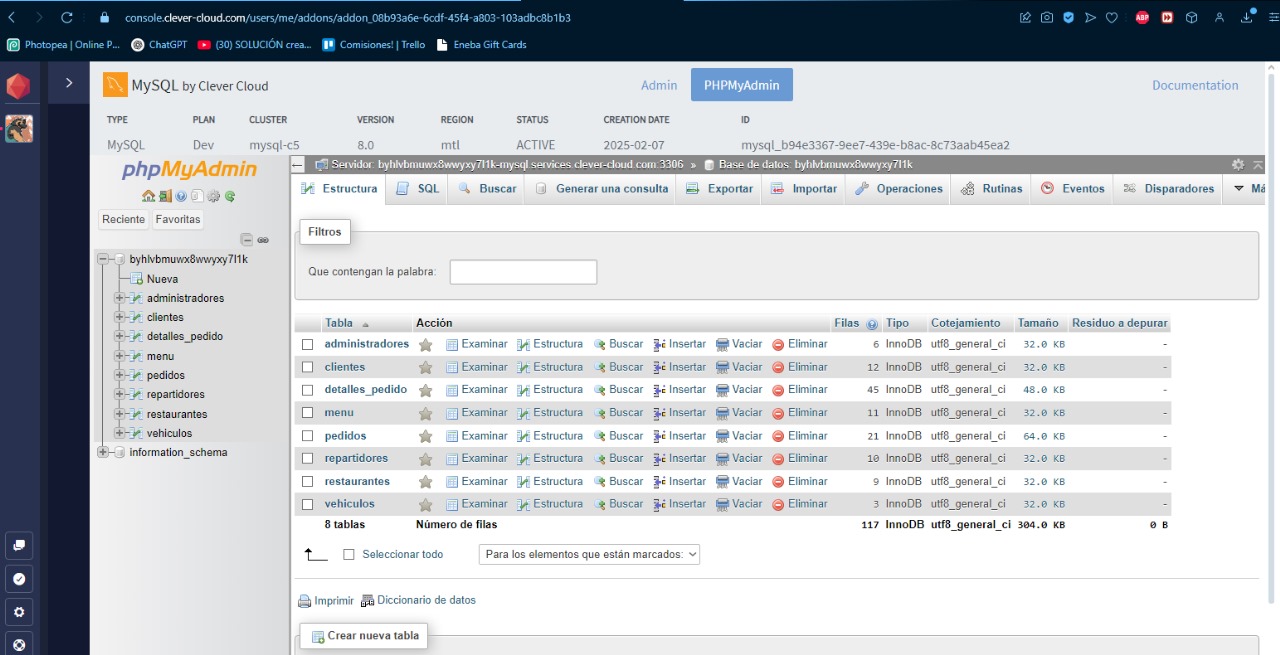 console.clever-cloud.com/users/me/addons/addon_08b93a6e-6cdf-45f4-a803-103adbc8b1b3
Photopea | Online P... ChatGPT (30) SOLUCIÓN crea... Comisiones! | Trello Eneba Gift Cards
MySQL by Clever Cloud Admin PHPMyAdmin Documentation
TYPE PLAN CLUSTER VERSION REGION STATUS CREATION DATE ID
MySQL Dev mysql-c5 8.0 mtl ACTIVE 2025-02-07 mysql_b94e3367-9ee7-439e-b8ac-8c73aab45ea2
phpMyAdmin
Reciente Favoritas
byhlvbmuwx8wwyxy7l1k
Nueva
administradores
clientes
detalles_pedido
menu
pedidos
repartidores
restaurantes
vehiculos
information_schema
Servidor: byhlvbmuwx8wwyxy7l1k-mysql.services.clever-cloud.com:3306 » Base de datos: byhlvbmuwx8wwyxy7l1k
Estructura SQL Buscar Generar una consulta Exportar Importar Operaciones Rutinas Eventos Disparadores Má
Filtros
Que contengan la palabra:
Tabla Acción Filas Tipo Cotejamiento Tamaño Residuo a depurar
administradores Examinar Estructura Buscar Insertar Vaciar Eliminar 6 InnoDB utf8_general_ci 32.0 KB -
clientes Examinar Estructura Buscar Insertar Vaciar Eliminar 12 InnoDB utf8_general_ci 32.0 KB -
detalles_pedido Examinar Estructura Buscar Insertar Vaciar Eliminar 45 InnoDB utf8_general_ci 48.0 KB -
menu Examinar Estructura Buscar Insertar Vaciar Eliminar 11 InnoDB utf8_general_ci 32.0 KB -
pedidos Examinar Estructura Buscar Insertar Vaciar Eliminar 21 InnoDB utf8_general_ci 64.0 KB -
repartidores Examinar Estructura Buscar Insertar Vaciar Eliminar 10 InnoDB utf8_general_ci 32.0 KB -
restaurantes Examinar Estructura Buscar Insertar Vaciar Eliminar 9 InnoDB utf8_general_ci 32.0 KB -
vehiculos Examinar Estructura Buscar Insertar Vaciar Eliminar 3 InnoDB utf8_general_ci 32.0 KB -
8 tablas Número de filas 117 InnoDB utf8_general_ci 304.0 KB 0 B
Seleccionar todo Para los elementos que están marcados:
Imprimir Diccionario de datos
Crear nueva tabla